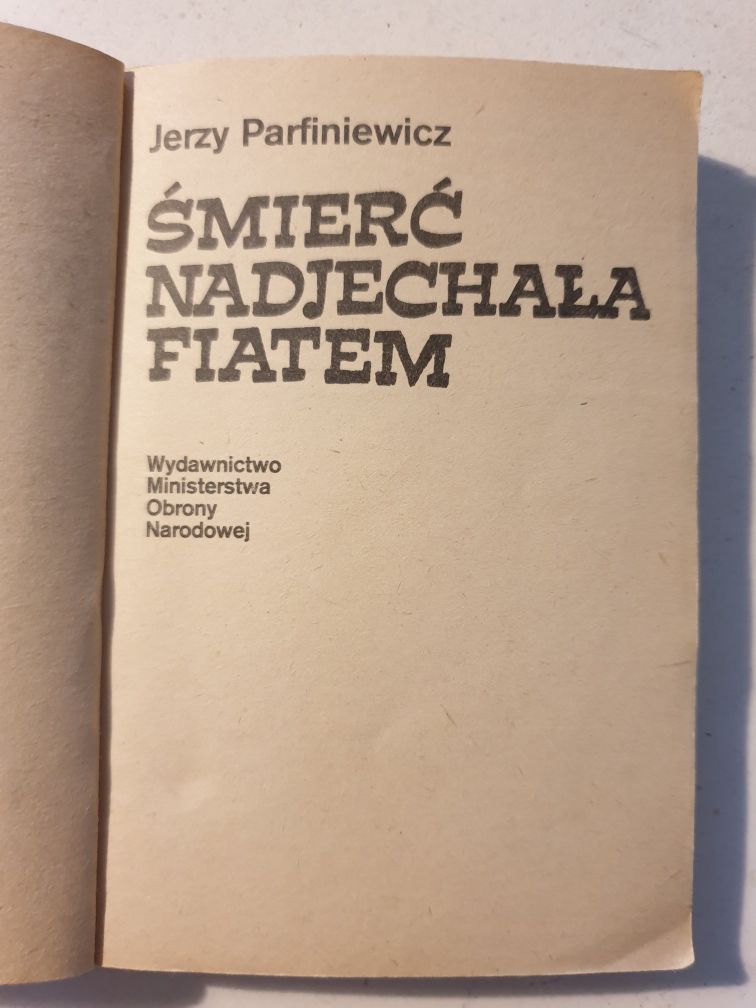 Jerzy Parfiniewicz
ŚMIERĆ
NADJECHAŁA
FIATEM
Wydawnictwo
Ministerstwa
Obrony
Narodowej